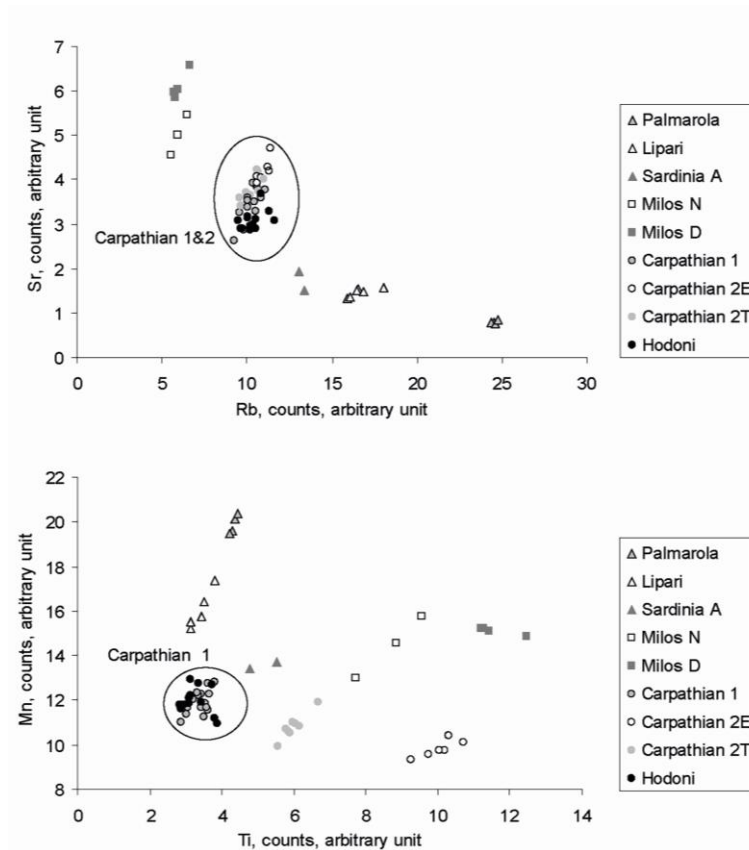 7
6
5
4
3
2
1
0
Sr, counts, arbitrary unit
Carpathian 1&2
0 5 10 15 20 25 30
Rb, counts, arbitrary unit
Palmarola
Lipari
Sardinia A
Milos N
Milos D
Carpathian 1
Carpathian 2E
Carpathian 2T
Hodoni
22
20
18
16
14
12
10
8
Mn, counts, arbitrary unit
Carpathian 1
0 2 4 6 8 10 12 14
Ti, counts, arbitrary unit
Palmarola
Lipari
Sardinia A
Milos N
Milos D
Carpathian 1
Carpathian 2E
Carpathian 2T
Hodoni